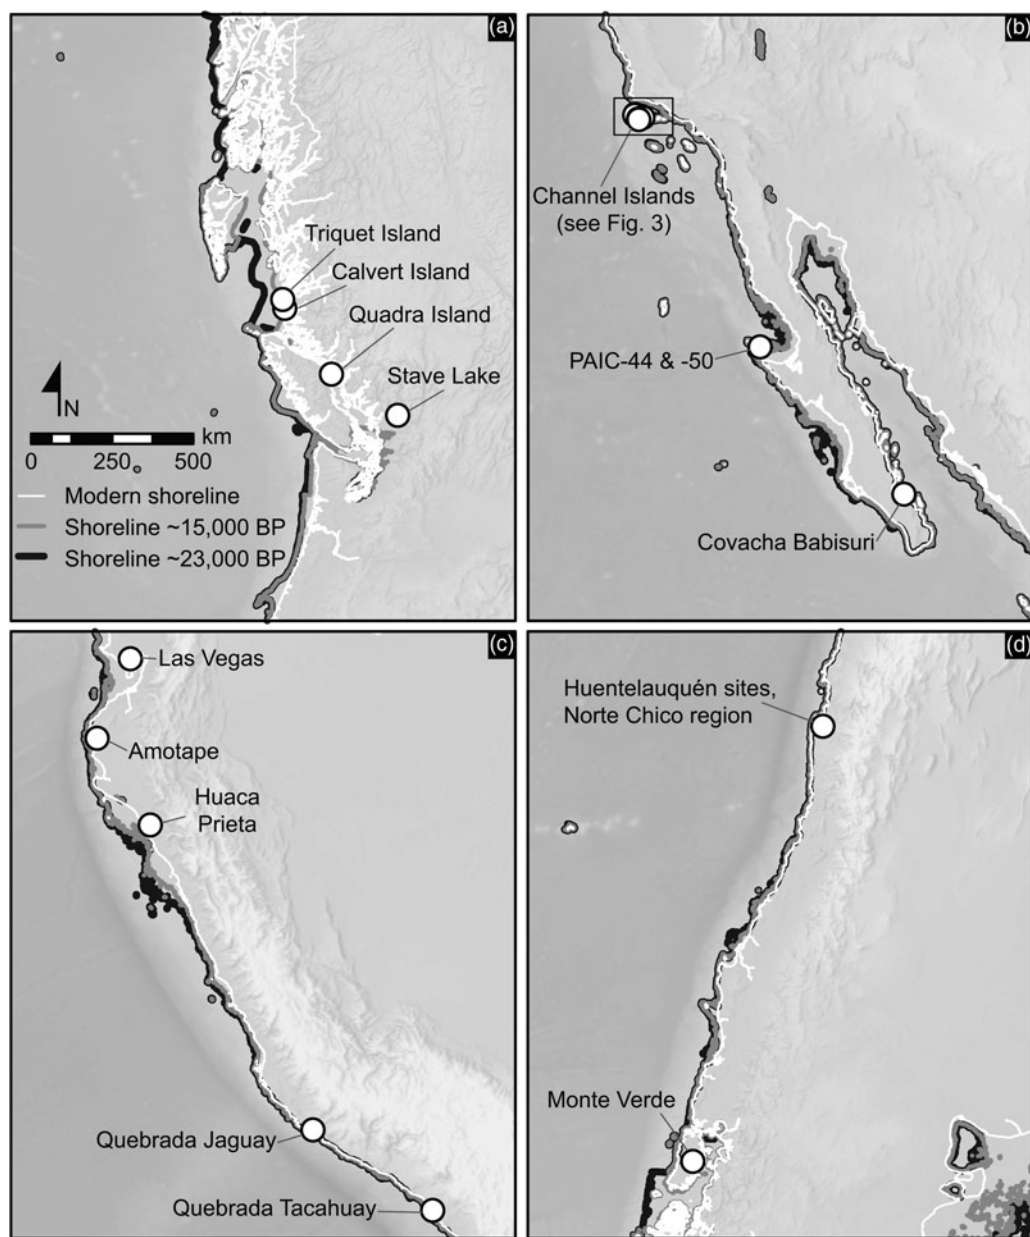 (a)
Triquet Island
Calvert Island
Quadra Island
Stave Lake
N
km
0 250 500
Modern shoreline
Shoreline ~15,000 BP
Shoreline ~23,000 BP
(b)
Channel Islands
(see Fig. 3)
PAIC-44 & -50
Covacha Babisuri
(c)
Las Vegas
Amotape
Huaca
Prieta
Quebrada Jaguay
Quebrada Tacahuay
(d)
Huentelauquén sites,
Norte Chico region
Monte Verde